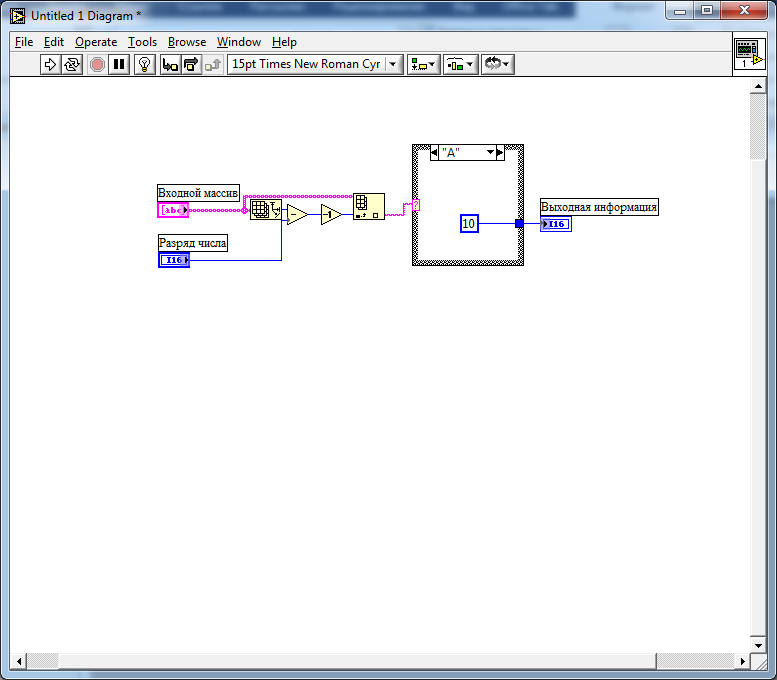 Untitled 1 Diagram *
File Edit Operate Tools Browse Window Help
15pt Times New Roman Cyr
1
"A"
Входной массив
[abc
Выходная информация
?
10
I16
Разряд числа
I16
-1